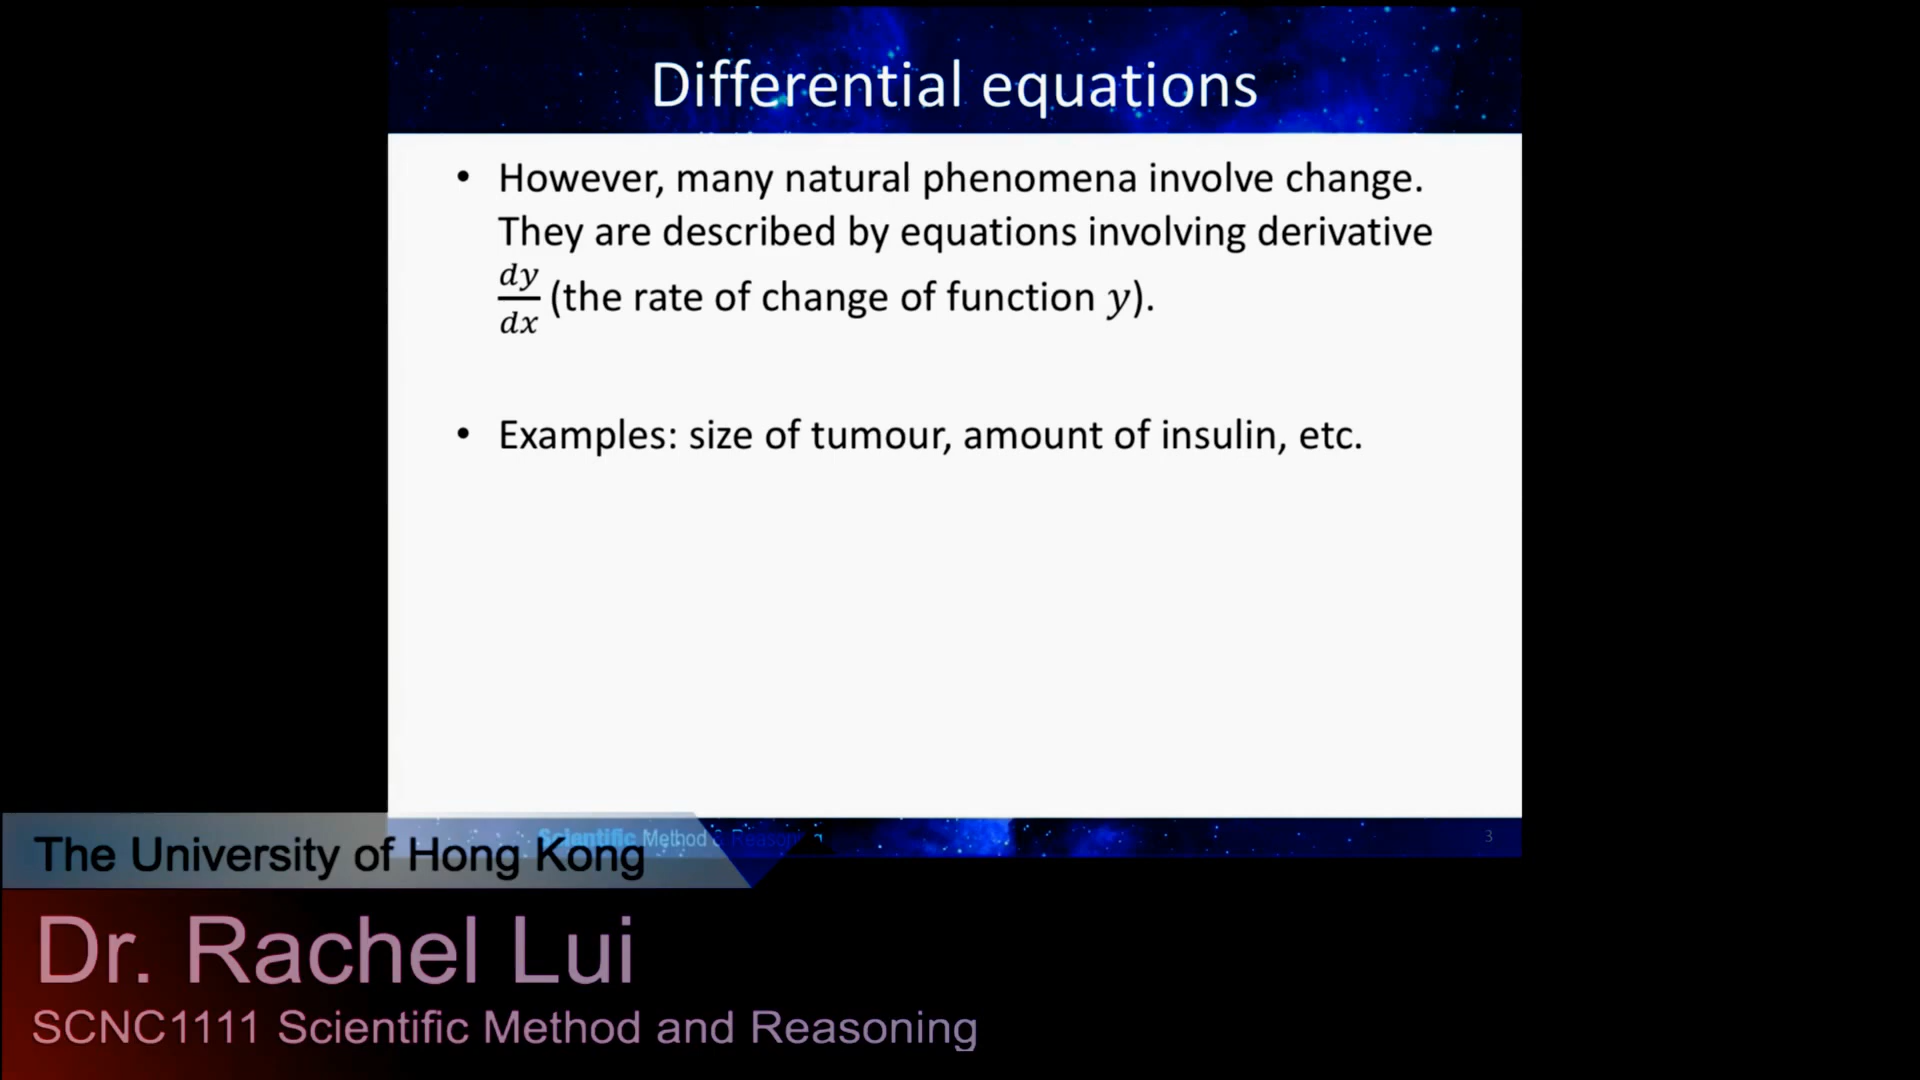 Differential equations
• However, many natural phenomena involve change.
They are described by equations involving derivative
dy/dx (the rate of change of function y).
• Examples: size of tumour, amount of insulin, etc.
Scientific Method & Reasoning
3
The University of Hong Kong
Dr. Rachel Lui
SCNC1111 Scientific Method and Reasoning